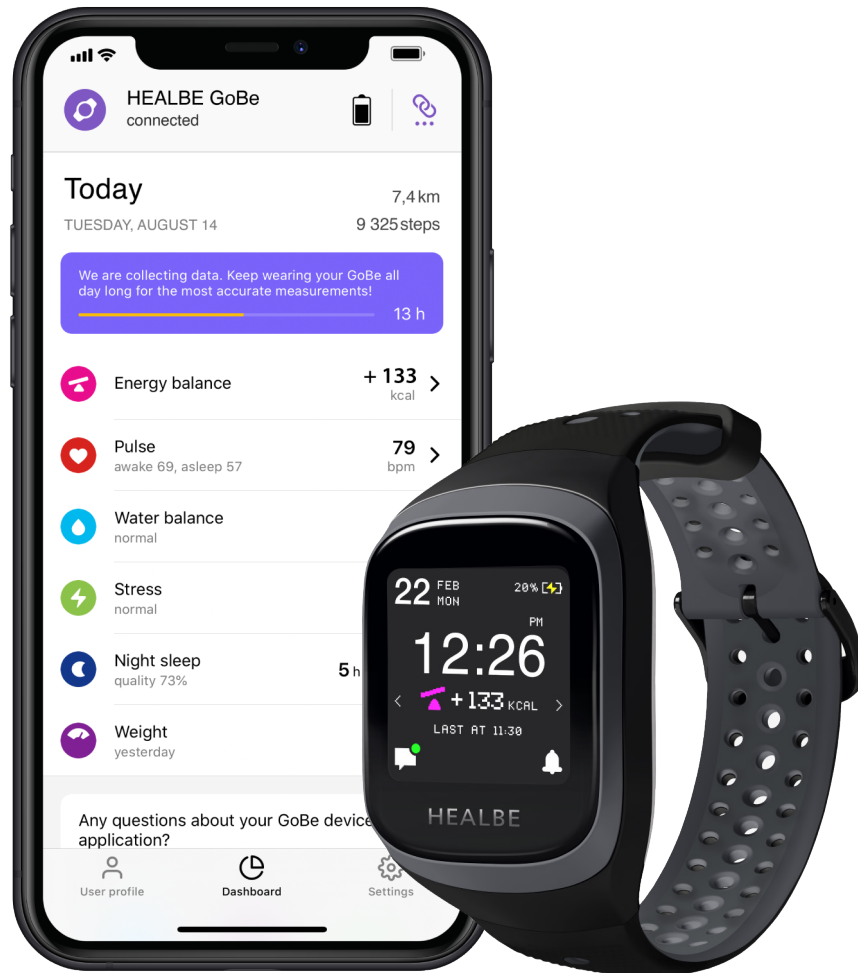 HEALBE GoBe
connected
Today
7,4 km
TUESDAY, AUGUST 14
9 325 steps
We are collecting data. Keep wearing your GoBe all
day long for the most accurate measurements!
13 h
Energy balance
+ 133
kcal
Pulse
79
awake 69, asleep 57
bpm
Water balance
normal
Stress
normal
Night sleep
5 h
quality 73%
Weight
yesterday
Any questions about your GoBe device
application?
User profile
Dashboard
Settings
22 FEB
MON
20%
PM
12:26
+133 KCAL
LAST AT 11:30
HEALBE